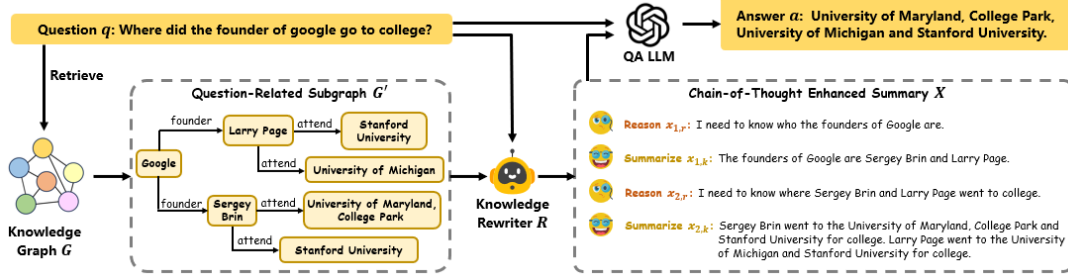 Question q: Where did the founder of google go to college?
QA LLM
Answer a: University of Maryland, College Park,
University of Michigan and Stanford University.
Retrieve
Knowledge
Graph G
Question-Related Subgraph G'
Google
founder
Larry Page
attend
Stanford
University
attend
University of Michigan
founder
Sergey
Brin
attend
University of Maryland,
College Park
attend
Stanford University
Knowledge
Rewriter R
Chain-of-Thought Enhanced Summary X
Reason x1,r: I need to know who the founders of Google are.
Summarize x1,k: The founders of Google are Sergey Brin and Larry Page.
Reason x2,r: I need to know where Sergey Brin and Larry Page went to college.
Summarize x2,k: Sergey Brin went to the University of Maryland, College Park and
Stanford University for college. Larry Page went to the University
of Michigan and Stanford University for college.